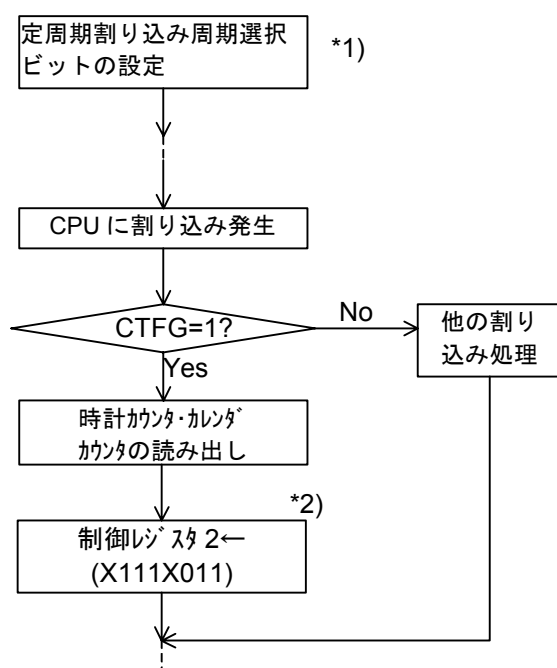 定周期割り込み周期選択
ビットの設定
*1)
CPU に割り込み発生
CTFG=1?
No
他の割り
込み処理
Yes
時計ｶｳﾝﾀ･ｶﾚﾝﾀﾞ
ｶｳﾝﾀの読み出し
*2)
制御ﾚｼﾞｽﾀ 2←
(X111X011)